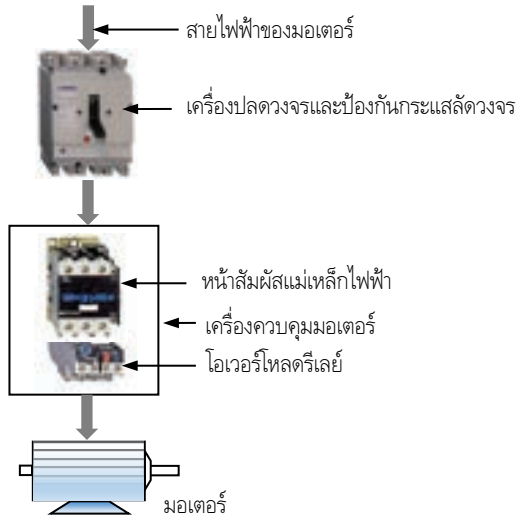 สายไฟฟ้าของมอเตอร์
เครื่องปลดวงจรและป้องกันกระแสลัดวงจร
หน้าสัมผัสแม่เหล็กไฟฟ้า
เครื่องควบคุมมอเตอร์
โอเวอร์โหลดรีเลย์
มอเตอร์